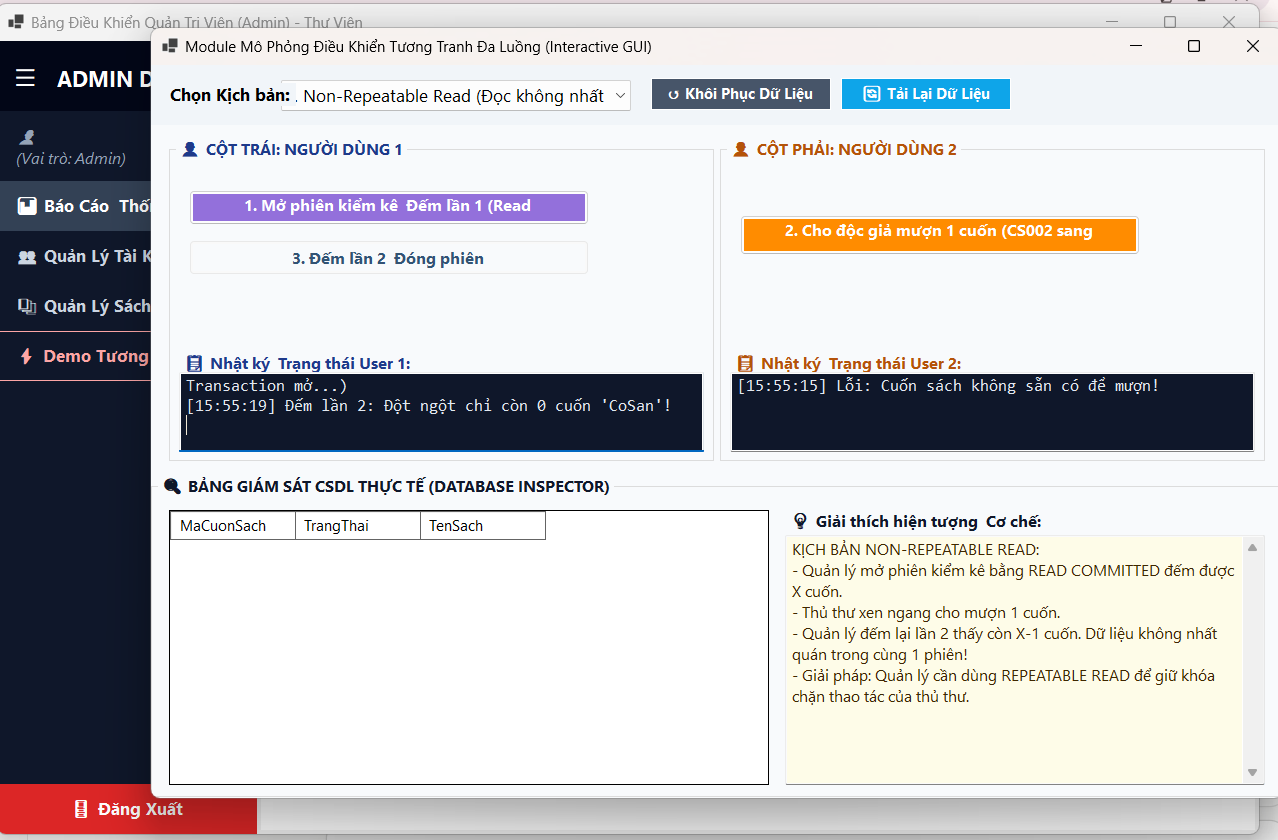 Bảng Điều Khiển Quản Trị Viên (Admin) - Thư Viện
Module Mô Phỏng Điều Khiển Tương Tranh Đa Luồng (Interactive GUI)
ADMIN D
(Vai trò: Admin)
Báo Cáo Thối
Quản Lý Tài K
Quản Lý Sách
Demo Tương
Đăng Xuất
Chọn Kịch bản: . Non-Repeatable Read (Đọc không nhất
Khôi Phục Dữ Liệu
Tải Lại Dữ Liệu
CỘT TRÁI: NGƯỜI DÙNG 1
1. Mở phiên kiểm kê Đếm lần 1 (Read
3. Đếm lần 2 Đóng phiên
Nhật ký Trạng thái User 1:
Transaction mở...)
[15:55:19] Đếm lần 2: Đột ngột chỉ còn 0 cuốn 'CoSan'!
CỘT PHẢI: NGƯỜI DÙNG 2
2. Cho độc giả mượn 1 cuốn (CS002 sang
Nhật ký Trạng thái User 2:
[15:55:15] Lỗi: Cuốn sách không sẵn có để mượn!
BẢNG GIÁM SÁT CSDL THỰC TẾ (DATABASE INSPECTOR)
MaCuonSach TrangThai TenSach
Giải thích hiện tượng Cơ chế:
KỊCH BẢN NON-REPEATABLE READ:
- Quản lý mở phiên kiểm kê bằng READ COMMITTED đếm được
X cuốn.
- Thủ thư xen ngang cho mượn 1 cuốn.
- Quản lý đếm lại lần 2 thấy còn X-1 cuốn. Dữ liệu không nhất
quán trong cùng 1 phiên!
- Giải pháp: Quản lý cần dùng REPEATABLE READ để giữ khóa
chặn thao tác của thủ thư.